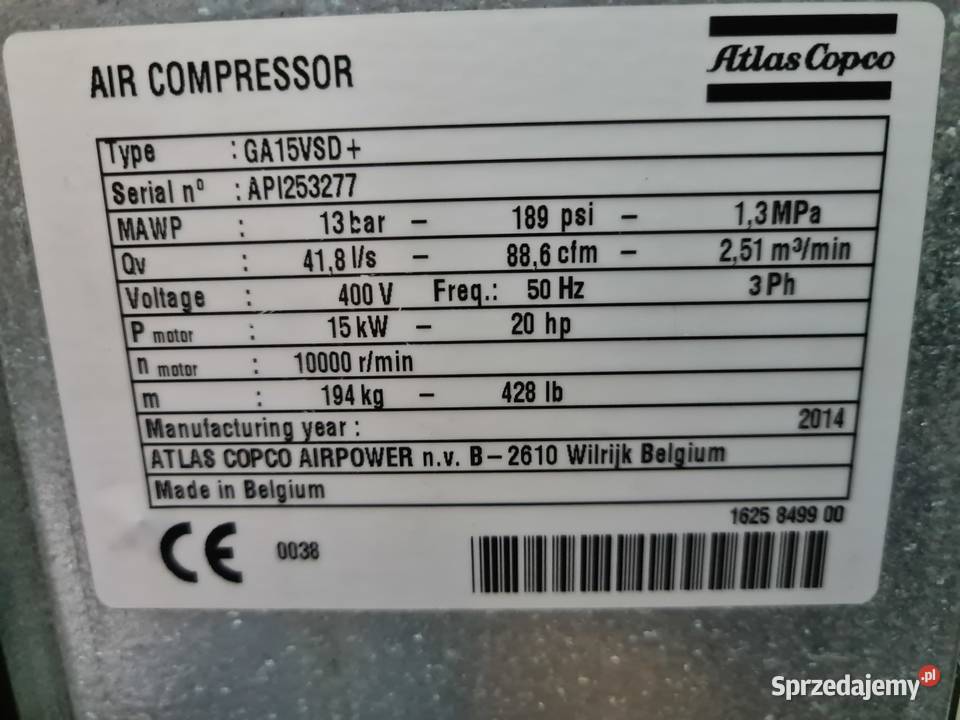 Atlas Copco
AIR COMPRESSOR
Type : GA15VSD+
Serial nº : API253277
MAWP : 13 bar – 189 psi – 1,3 MPa
Qv : 41,8 l/s – 88,6 cfm – 2,51 m³/min
Voltage : 400 V Freq.: 50 Hz 3 Ph
P motor : 15 kW – 20 hp
n motor : 10000 r/min
m : 194 kg – 428 lb
Manufacturing year : 2014
ATLAS COPCO AIRPOWER n.v. B – 2610 Wilrijk Belgium
Made in Belgium
1625 8499 00
CE 0038
Sprzedajemy.pl